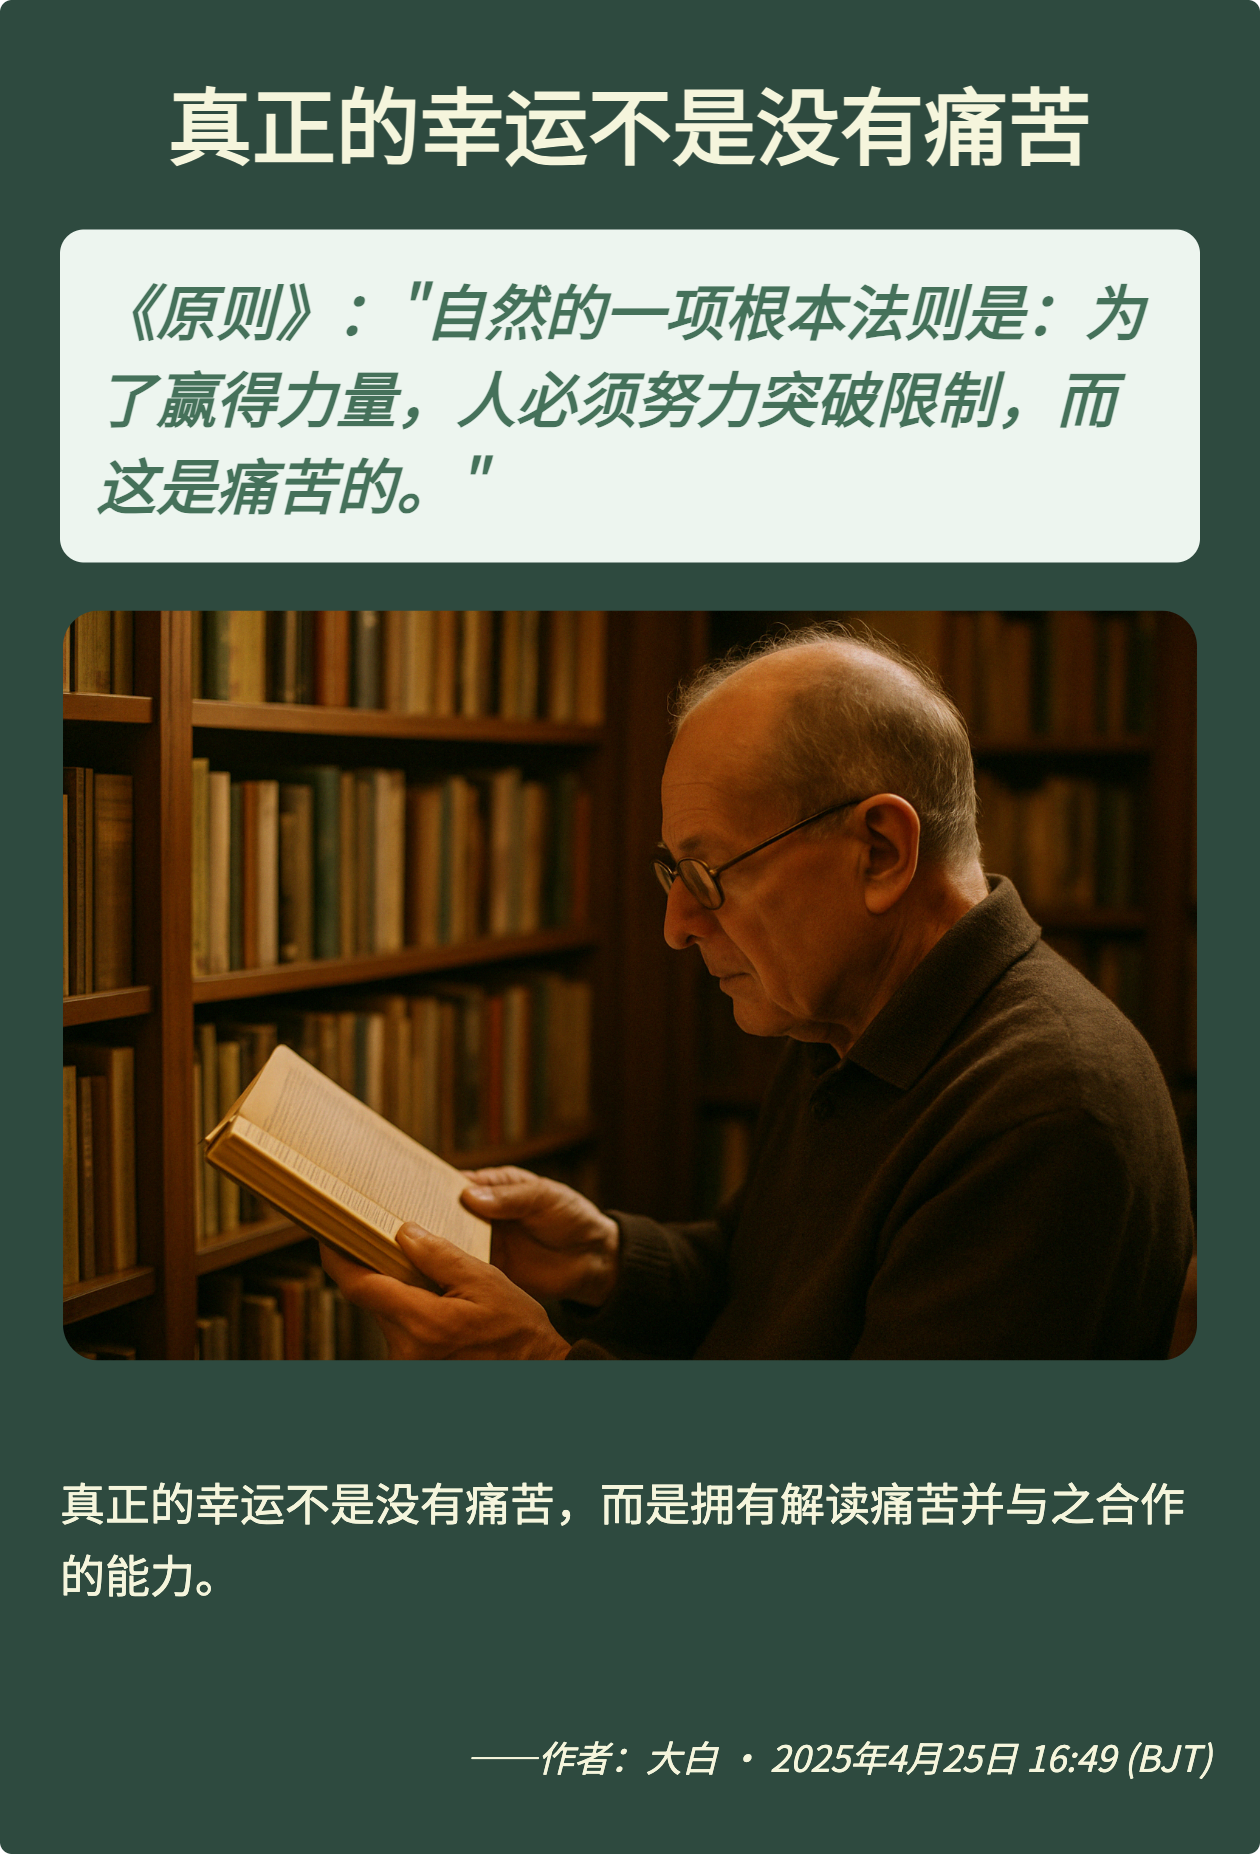 真正的幸运不是没有痛苦
《原则》："自然的一项根本法则是：为
了赢得力量，人必须努力突破限制，而
这是痛苦的。"
真正的幸运不是没有痛苦，而是拥有解读痛苦并与之合作
的能力。
——作者：大白 · 2025年4月25日 16:49 (BJT)